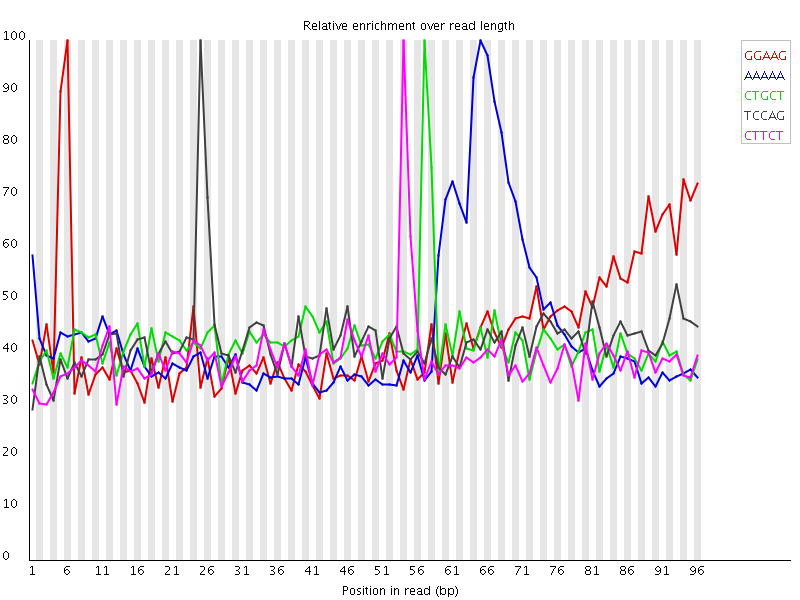 Relative enrichment over read length
100
90
80
70
60
50
40
30
20
10
0
GGAAG
AAAAA
CTGCT
TCCAG
CTTCT
1 6 11 16 21 26 31 36 41 46 51 56 61 66 71 76 81 86 91 96
Position in read (bp)